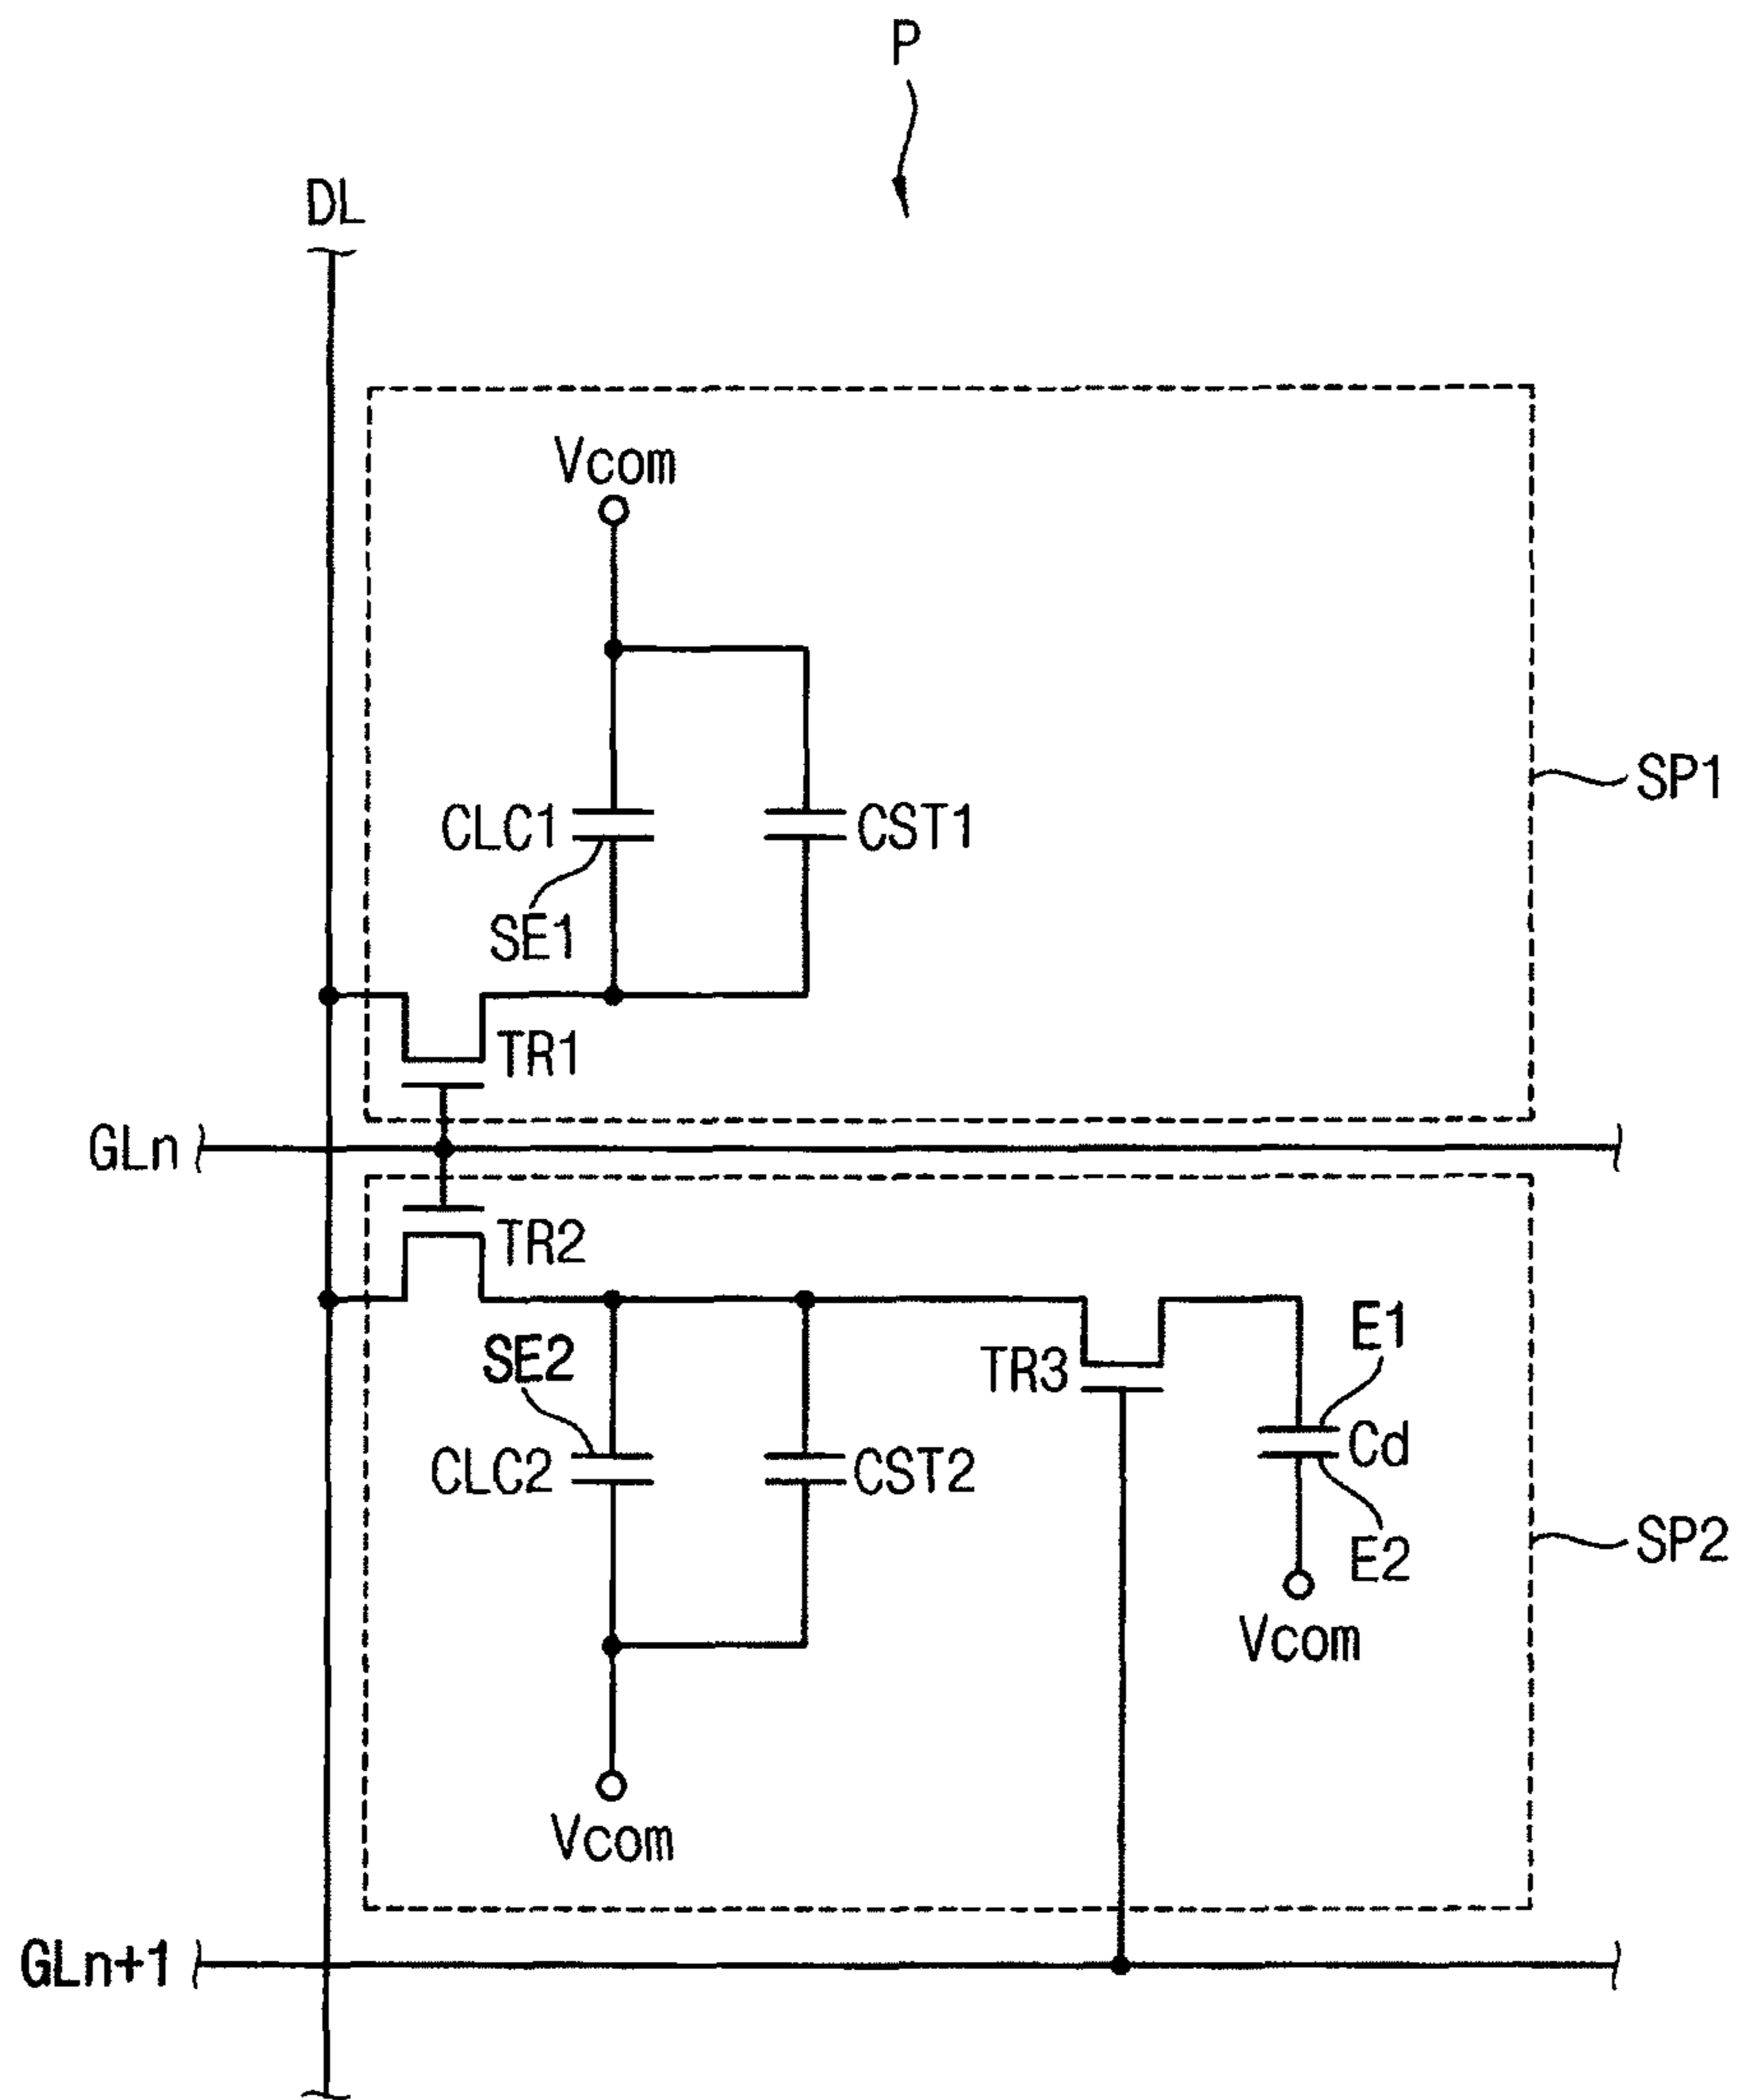 P
DL
Vcom
SP1
CLC1
CST1
SE1
TR1
GLn
TR2
E1
SE2
TR3
Cd
CLC2
CST2
SP2
E2
Vcom
Vcom
GLn+1